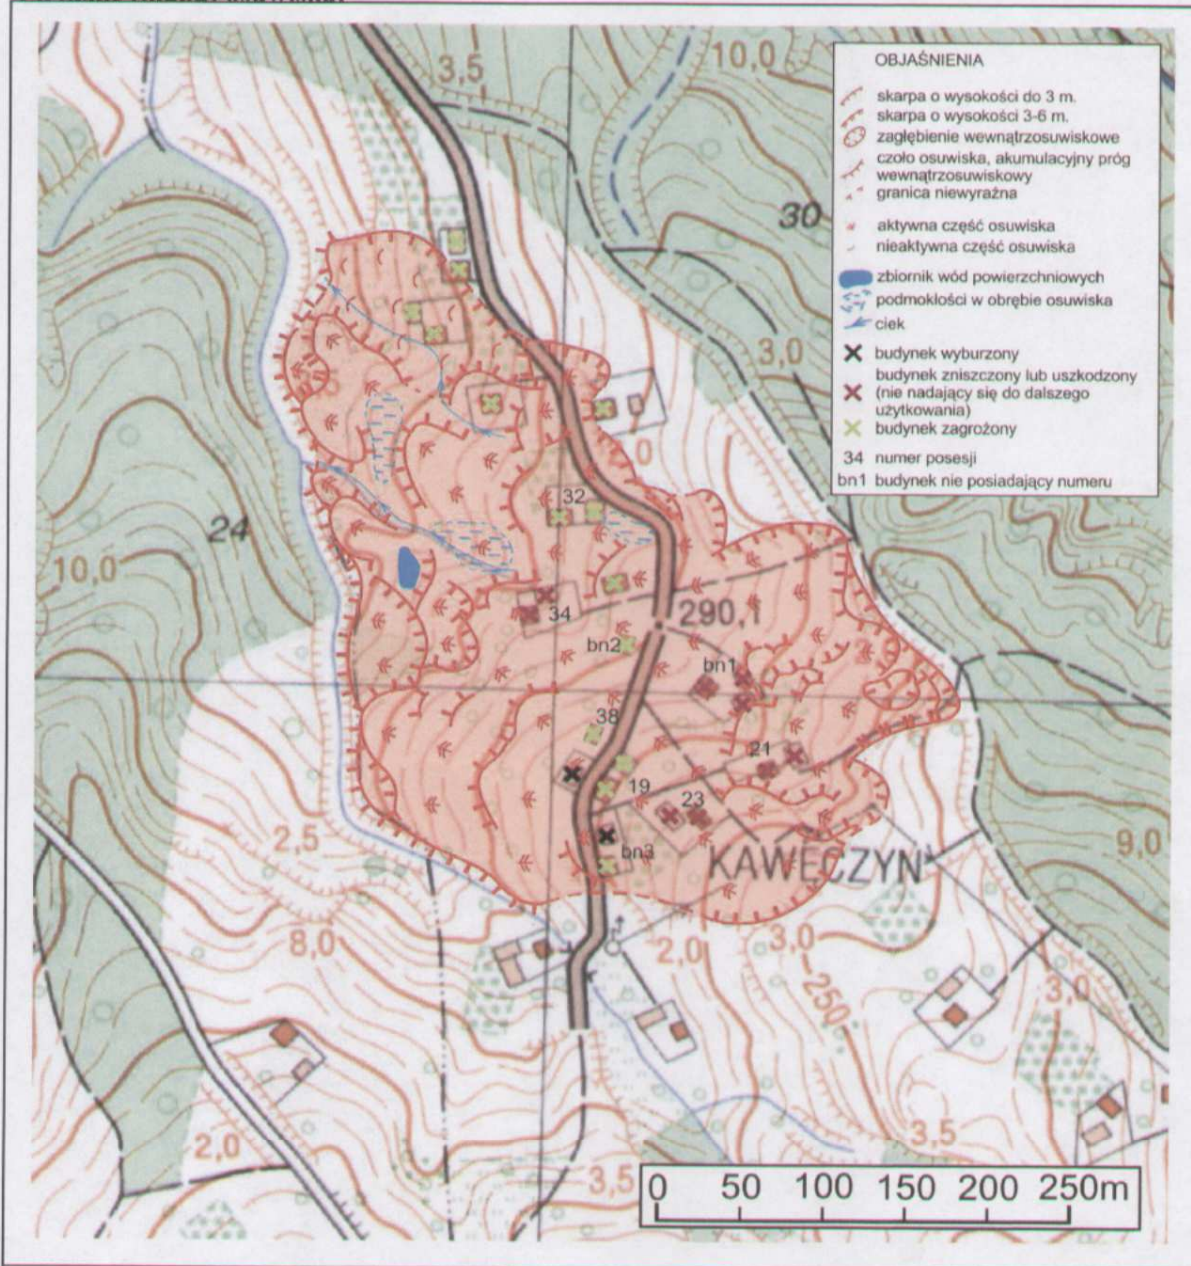 OBJAŚNIENIA
skarpa o wysokości do 3 m.
skarpa o wysokości 3-6 m.
zagłębienie wewnątrzosuwiskowe
czoło osuwiska, akumulacyjny próg
wewnątrzosuwiskowy
granica niewyraźna
aktywna część osuwiska
nieaktywna część osuwiska
zbiornik wód powierzchniowych
podmokłości w obrębie osuwiska
ciek
budynek wyburzony
budynek zniszczony lub uszkodzony
(nie nadający się do dalszego
użytkowania)
budynek zagrożony
34 numer posesji
bn1 budynek nie posiadający numeru
3,5
10,0
30
3,0
0
32
24
10,0
34
290,1
bn2
bn1
38
21
19
23
2,5
bn3
KAWĘCZYN
9,0
8,0
2,0
3,0
250
3,0
2,0
3,5
3,5
0 50 100 150 200 250m